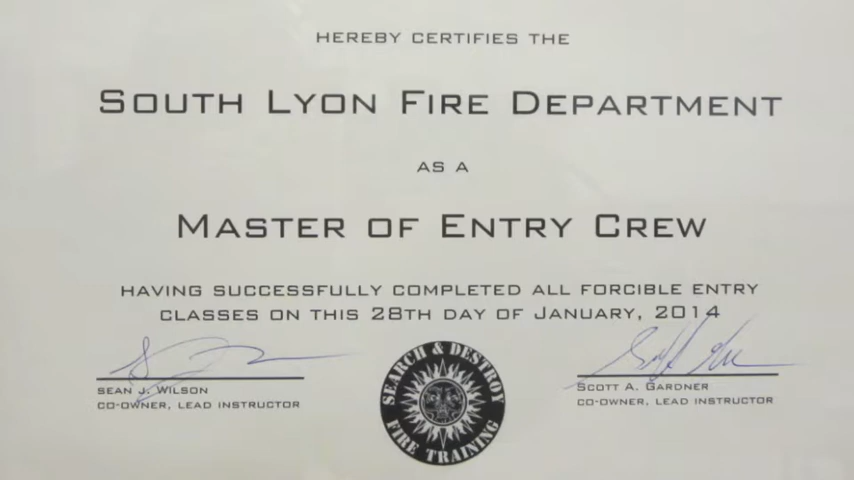 HEREBY CERTIFIES THE
SOUTH LYON FIRE DEPARTMENT
AS A
MASTER OF ENTRY CREW
HAVING SUCCESSFULLY COMPLETED ALL FORCIBLE ENTRY
CLASSES ON THIS 28TH DAY OF JANUARY, 2014
SEAN J. WILSON
CO-OWNER, LEAD INSTRUCTOR
SEARCH & DESTROY
FIRE TRAINING
SCOTT A. GARDNER
CO-OWNER, LEAD INSTRUCTOR